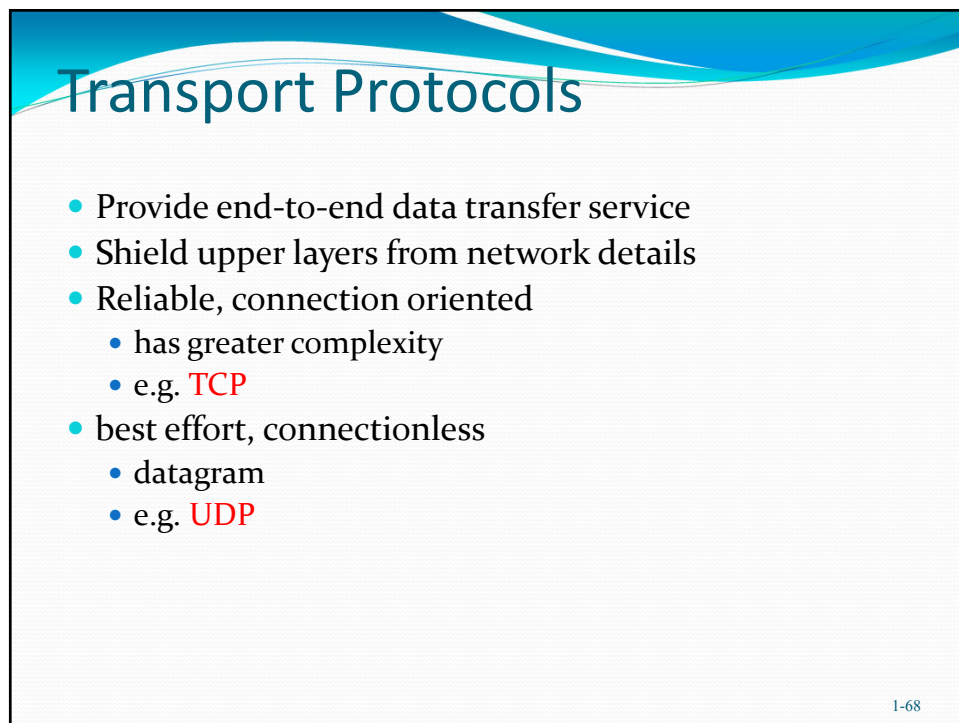 Transport Protocols
Provide end-to-end data transfer service
Shield upper layers from network details
Reliable, connection oriented
has greater complexity
e.g. TCP
best effort, connectionless
datagram
e.g. UDP
1-68